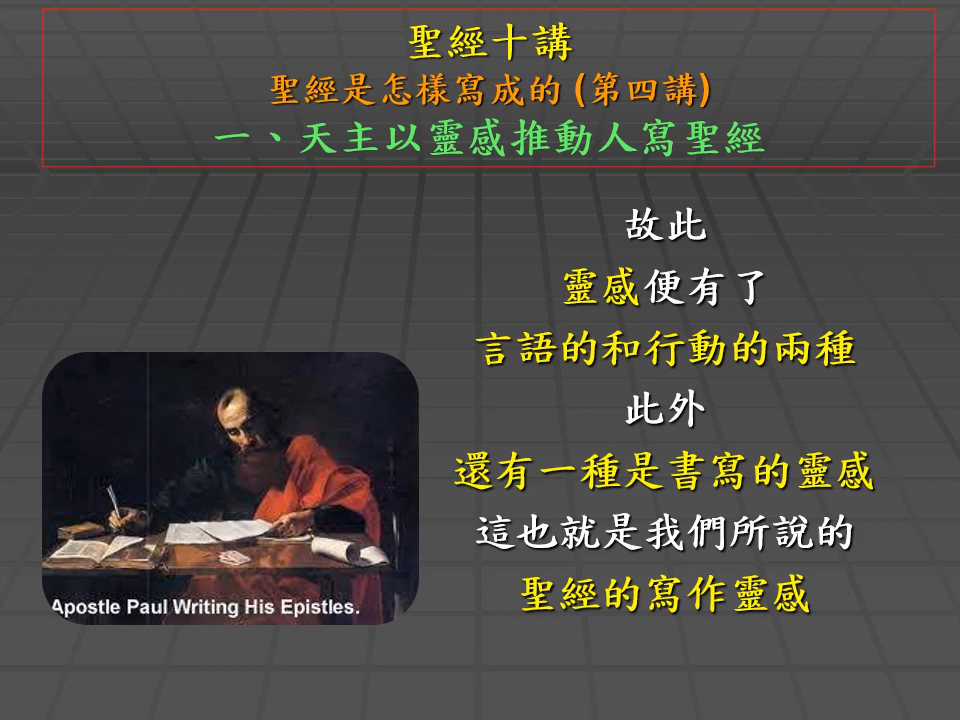 聖經十講
聖經是怎樣寫成的 (第四講)
一、天主以靈感推動人寫聖經
故此
靈感便有了
言語的和行動的兩種
此外
還有一種是書寫的靈感
這也就是我們所說的
聖經的寫作靈感
Apostle Paul Writing His Epistles.